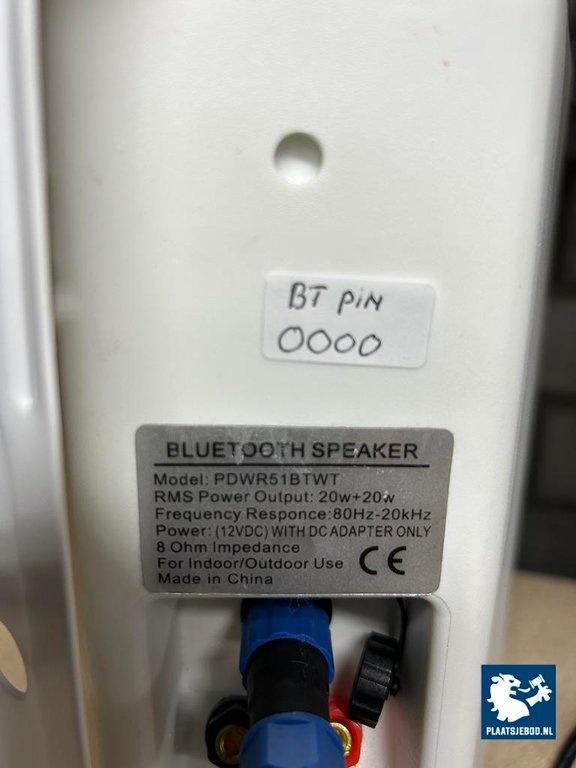 BT PiN
0000
BLUETOOTH SPEAKER
Model: PDWR51BTWT
RMS Power Output: 20w+20w
Frequency Responce:80Hz-20kHz
Power: (12VDC) WITH DC ADAPTER ONLY
8 Ohm Impedance
For Indoor/Outdoor Use CE
Made in China
PLAATSJEBOD.NL